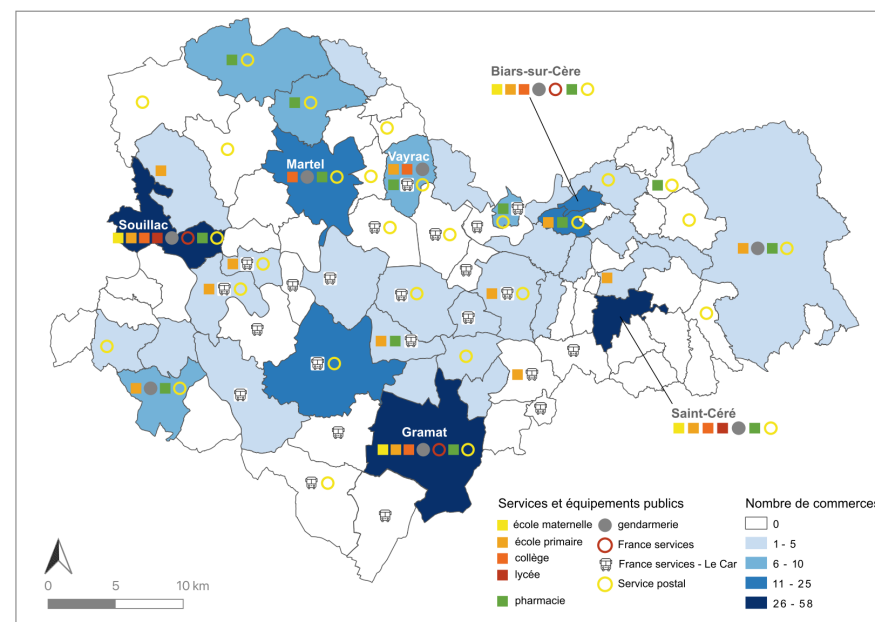 Biars-sur-Cère
Martel
Vayrac
Souillac
Gramat
Saint-Céré
Services et équipements publics
école maternelle
école primaire
collège
lycée
pharmacie
gendarmerie
France services
France services - Le Car
Service postal
Nombre de commerces
0
1 - 5
6 - 10
11 - 25
26 - 58
0 5 10 km